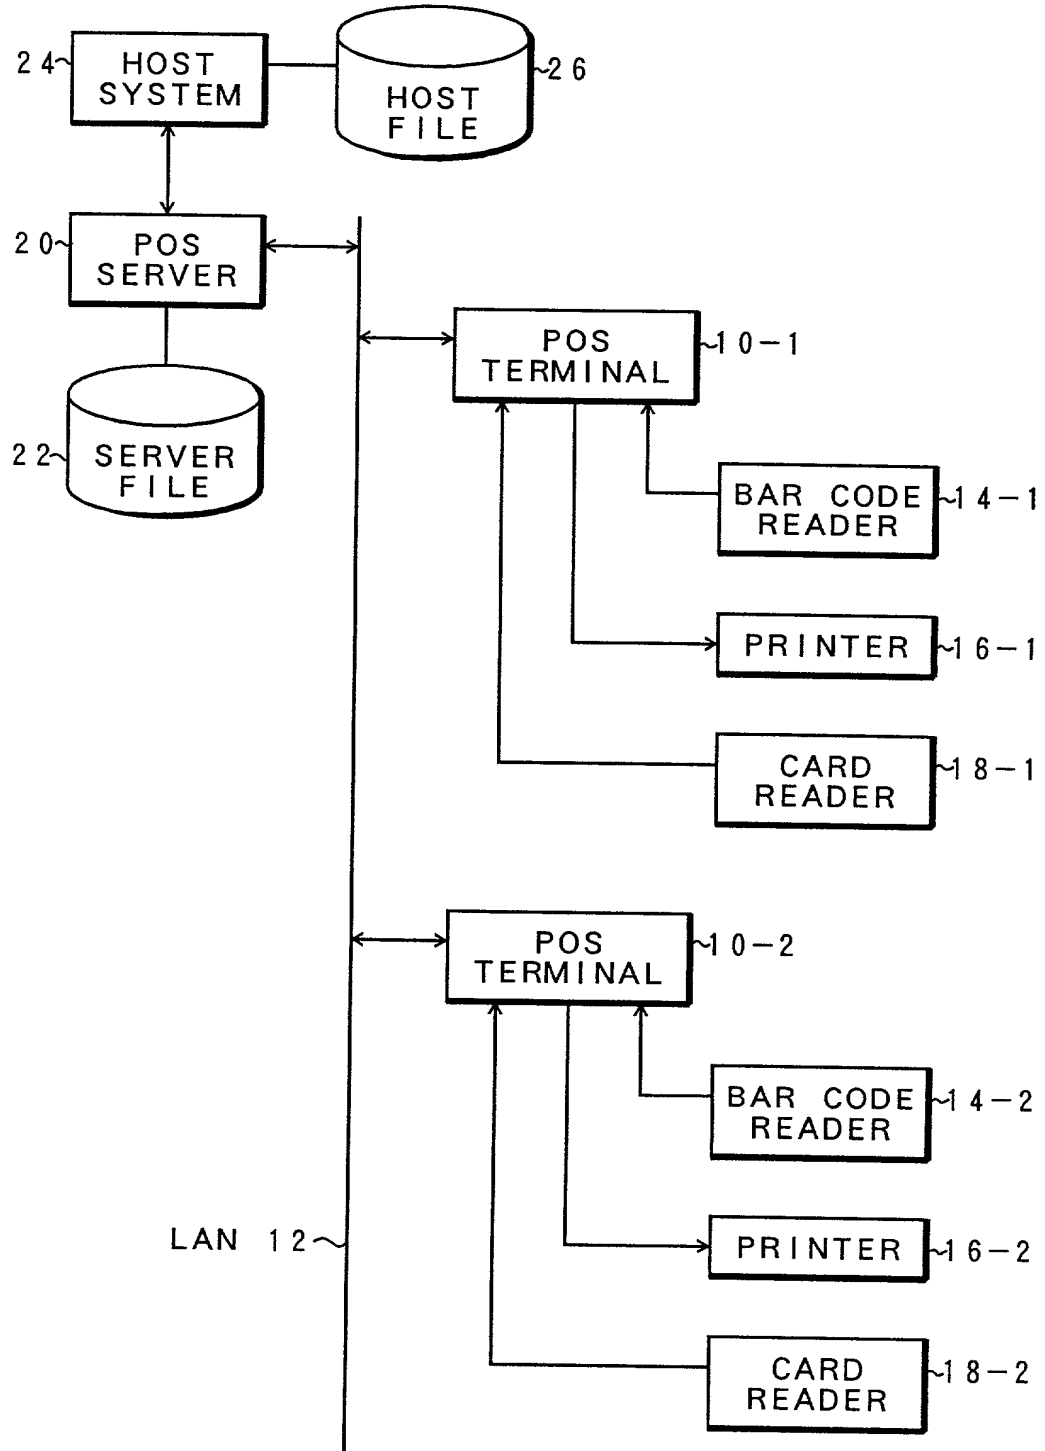 24
HOST
SYSTEM
HOST
FILE
26
20
POS
SERVER
22
SERVER
FILE
POS
TERMINAL
10-1
BAR CODE
READER
14-1
PRINTER
16-1
CARD
READER
18-1
POS
TERMINAL
10-2
BAR CODE
READER
14-2
LAN 12
PRINTER
16-2
CARD
READER
18-2